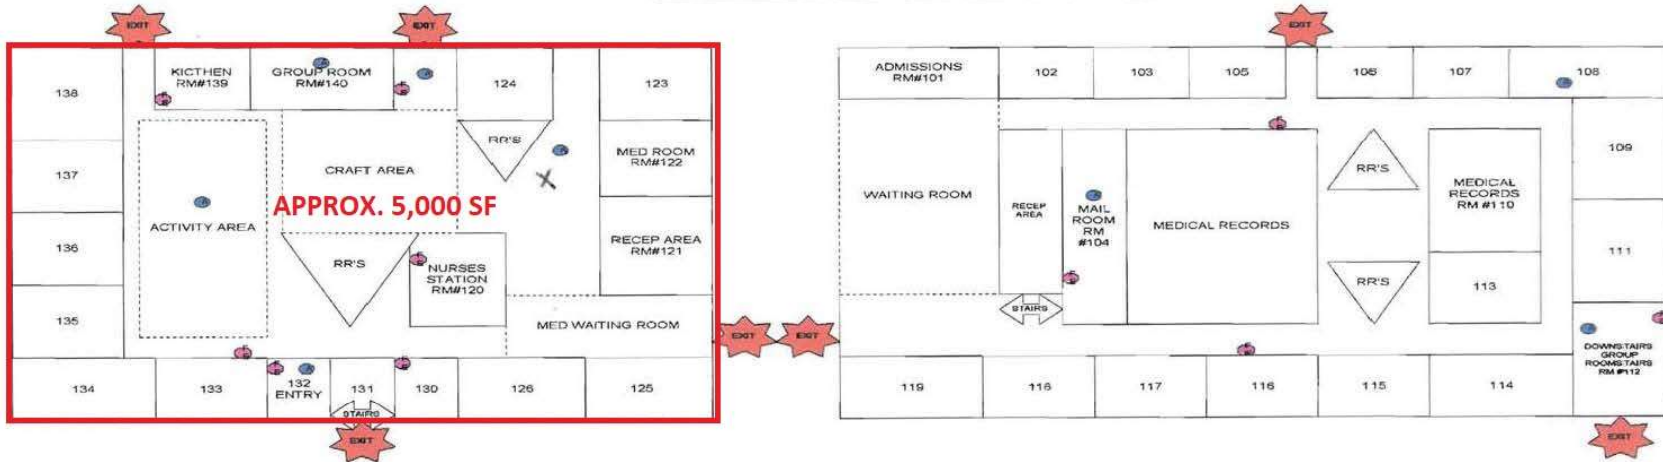 EXIT
EXIT
EXIT
138
KICTHEN
RM#139
GROUP ROOM
RM#140
A
A
124
123
ADMISSIONS
RM#101
102
103
105
106
107
108
A
RR'S
A
MED ROOM
RM#122
137
CRAFT AREA
109
RR'S
MEDICAL
RECORDS
RM #110
A
APPROX. 5,000 SF
WAITING ROOM
RECEP
AREA
A
MAIL
ROOM
RM
#104
MEDICAL RECORDS
ACTIVITY AREA
136
RR'S
NURSES
STATION
RM#120
RECEP AREA
RM#121
111
RR'S
113
135
MED WAITING ROOM
STAIRS
EXIT
EXIT
A
DOWNSTAIRS
GROUP
ROOMSTAIRS
RM #112
134
133
132
ENTRY
A
131
STAIRS
130
126
125
119
116
117
116
115
114
EXIT
EXIT